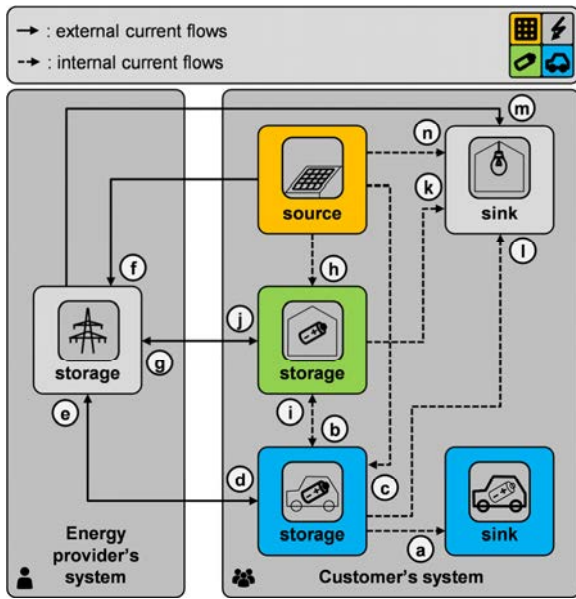 : external current flows
: internal current flows
m
n
k
source
sink
l
f
h
j
storage
g
storage
e
i
b
d
c
storage
sink
a
Energy
provider's
system
Customer's system